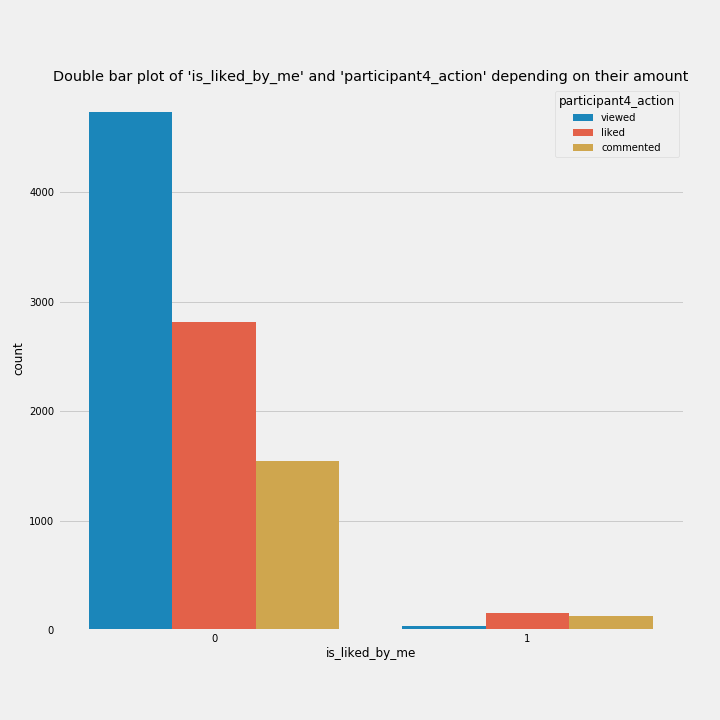 Double bar plot of 'is_liked_by_me' and 'participant4_action' depending on their amount
participant4_action
viewed
liked
commented
4000
3000
2000
1000
0
count
0
1
is_liked_by_me